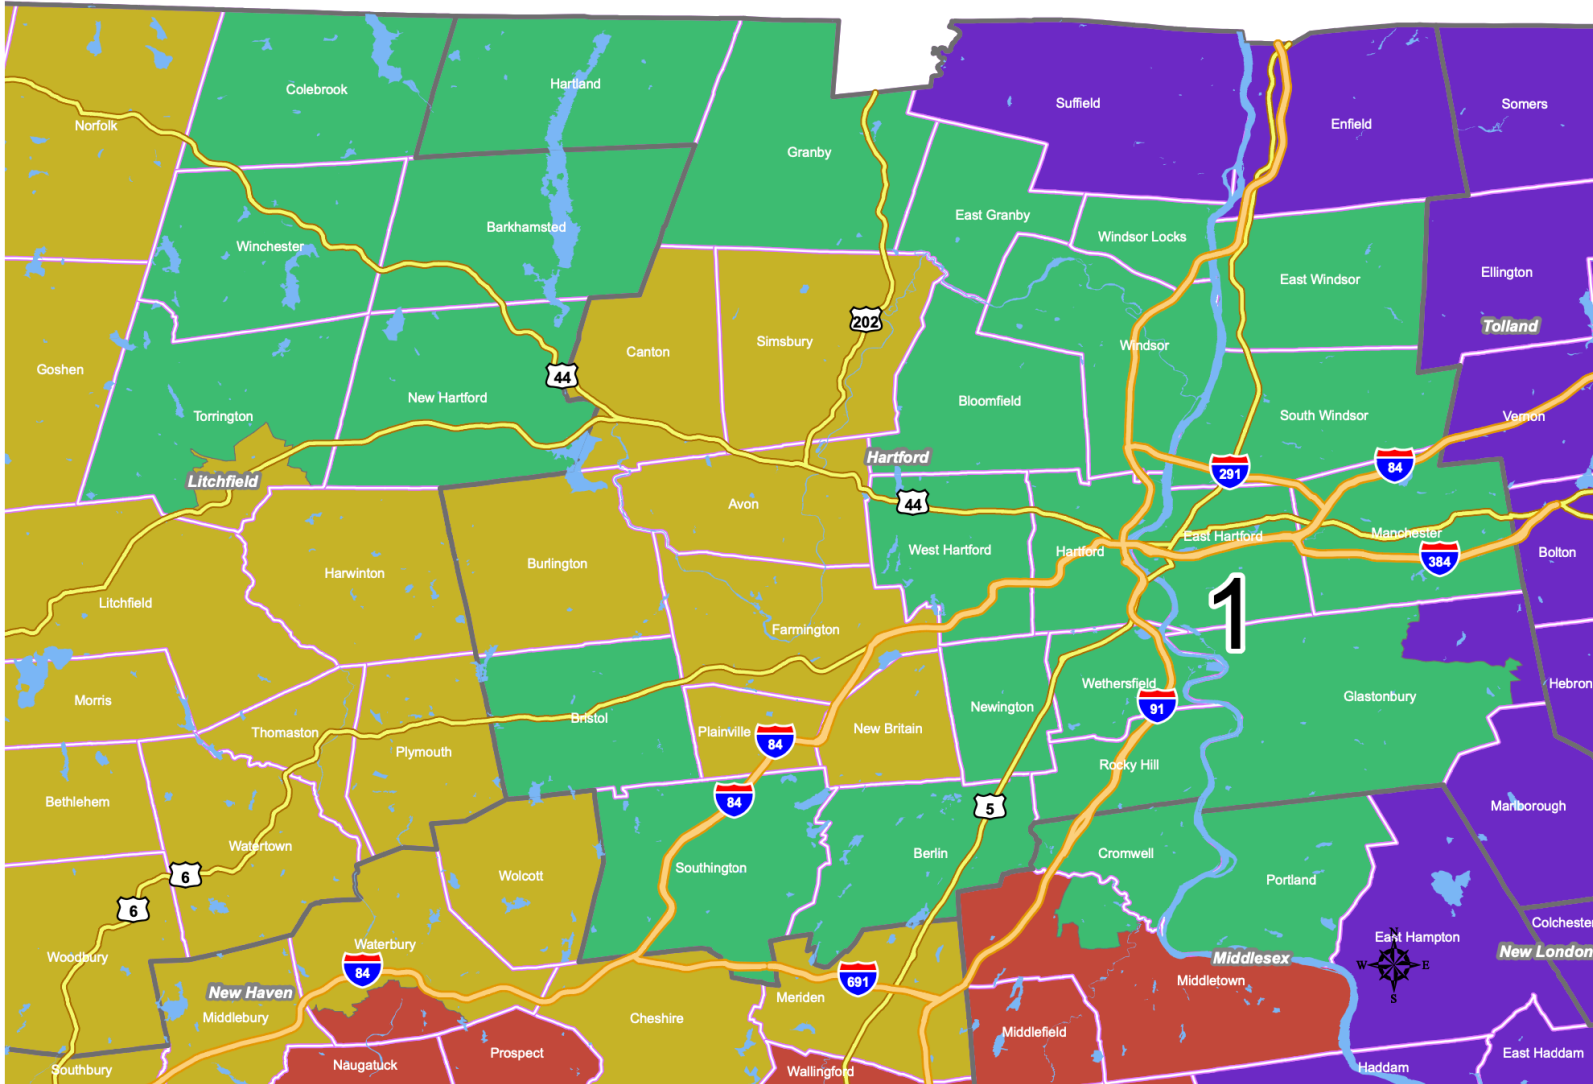 Colebrook
Hartland
Suffield
Enfield
Somers
Norfolk
Granby
East Granby
Windsor Locks
Barkhamsted
Winchester
East Windsor
Ellington
Tolland
202
Canton
Simsbury
Windsor
Goshen
44
New Hartford
Bloomfield
South Windsor
Vernon
Torrington
Hartford
Litchfield
291
84
44
Avon
West Hartford
Hartford
East Hartford
Manchester
384
Bolton
Harwinton
Burlington
Litchfield
1
Farmington
Wethersfield
Hebron
Morris
Newington
91
Glastonbury
Thomaston
Bristol
Plainville
84
New Britain
Plymouth
Rocky Hill
Bethlehem
84
5
Marlborough
Watertown
Berlin
Cromwell
6
Wolcott
Southington
Portland
6
Colchester
Waterbury
N
East Hampton
New London
Woodbury
84
Middlesex
W
E
New Haven
691
Middletown
S
Meriden
Middlebury
Cheshire
Middlefield
Prospect
East Haddam
Naugatuck
Southbury
Wallingford
Haddam